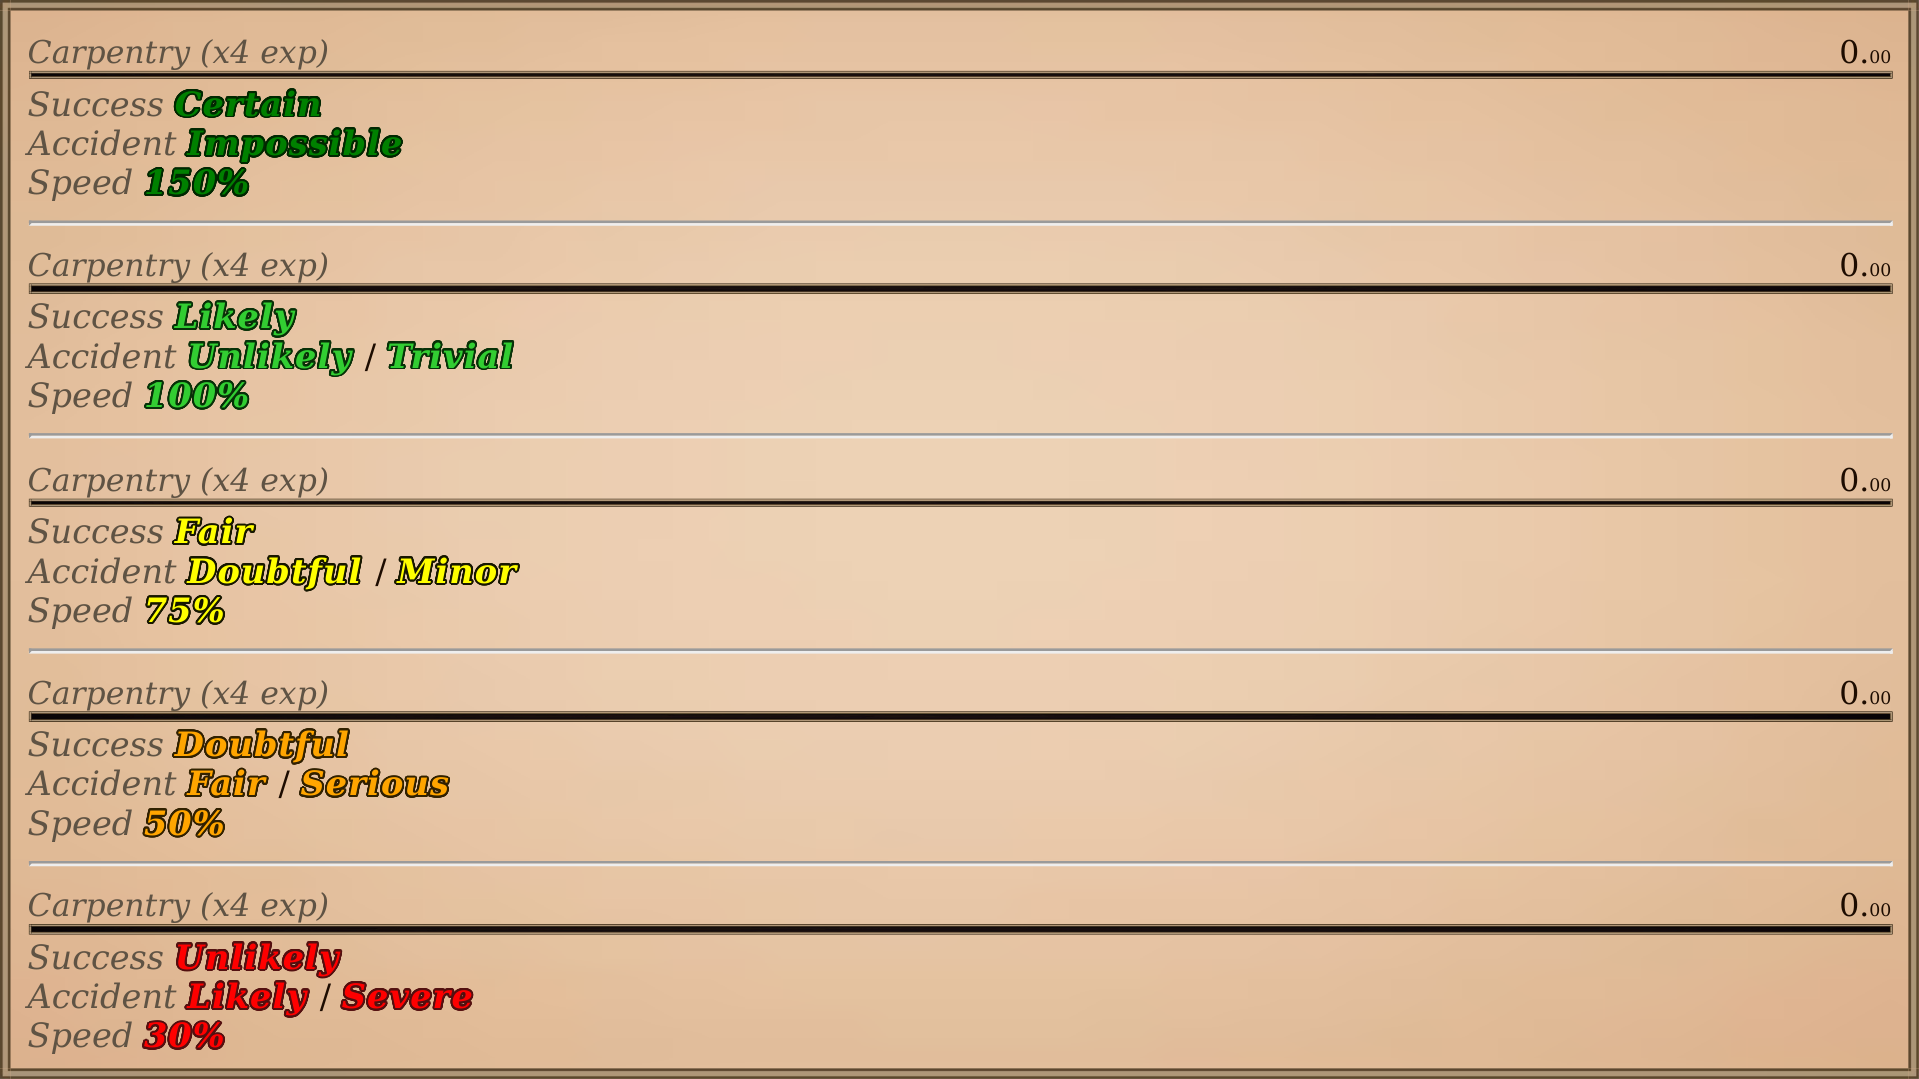 Carpentry (x4 exp) 0.00
Success Certain
Accident Impossible
Speed 150%
Carpentry (x4 exp) 0.00
Success Likely
Accident Unlikely / Trivial
Speed 100%
Carpentry (x4 exp) 0.00
Success Fair
Accident Doubtful / Minor
Speed 75%
Carpentry (x4 exp) 0.00
Success Doubtful
Accident Fair / Serious
Speed 50%
Carpentry (x4 exp) 0.00
Success Unlikely
Accident Likely / Severe
Speed 30%